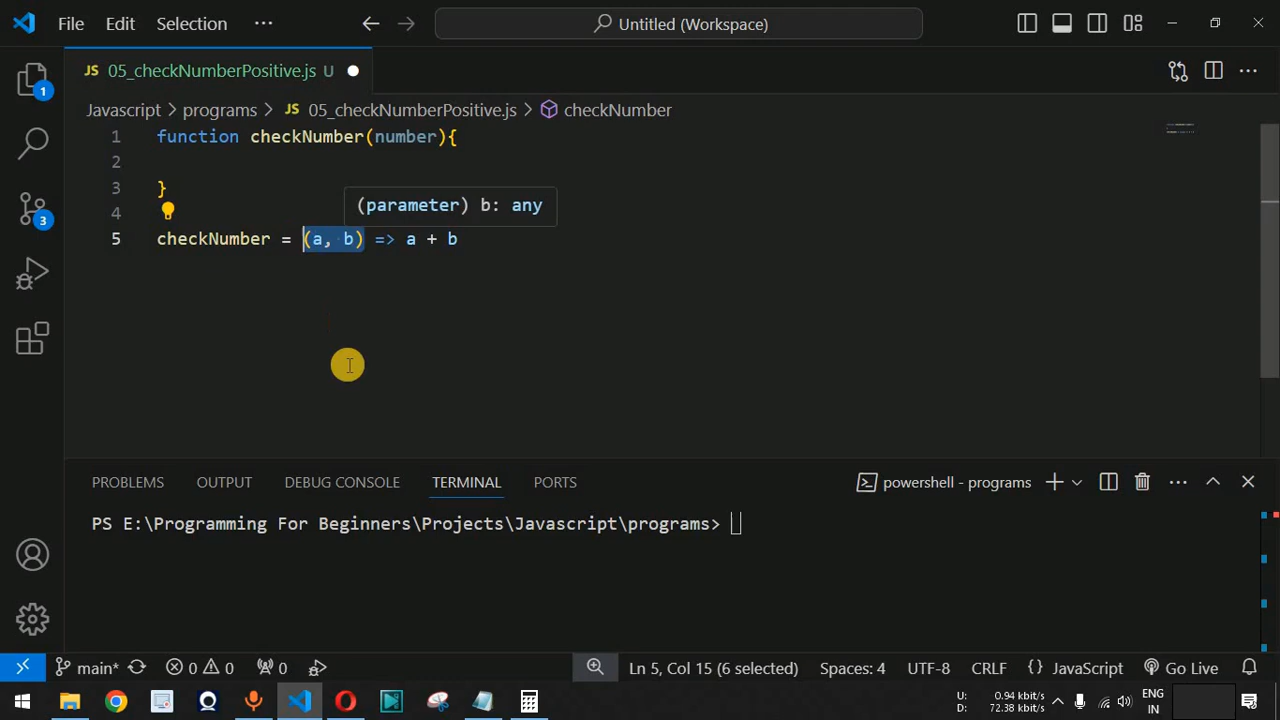 File Edit Selection ··· Untitled (Workspace)
JS 05_checkNumberPositive.js U
Javascript > programs > JS 05_checkNumberPositive.js > checkNumber
1 function checkNumber(number){
2
3 }
(parameter) b: any
4
5 checkNumber = (a, b) => a + b
1
3
PROBLEMS OUTPUT DEBUG CONSOLE TERMINAL PORTS powershell - programs
PS E:\Programming For Beginners\Projects\Javascript\programs>
main* 0 0 0 Ln 5, Col 15 (6 selected) Spaces: 4 UTF-8 CRLF { } JavaScript Go Live
U: 0.94 kbit/s ENG
D: 72.38 kbit/s IN